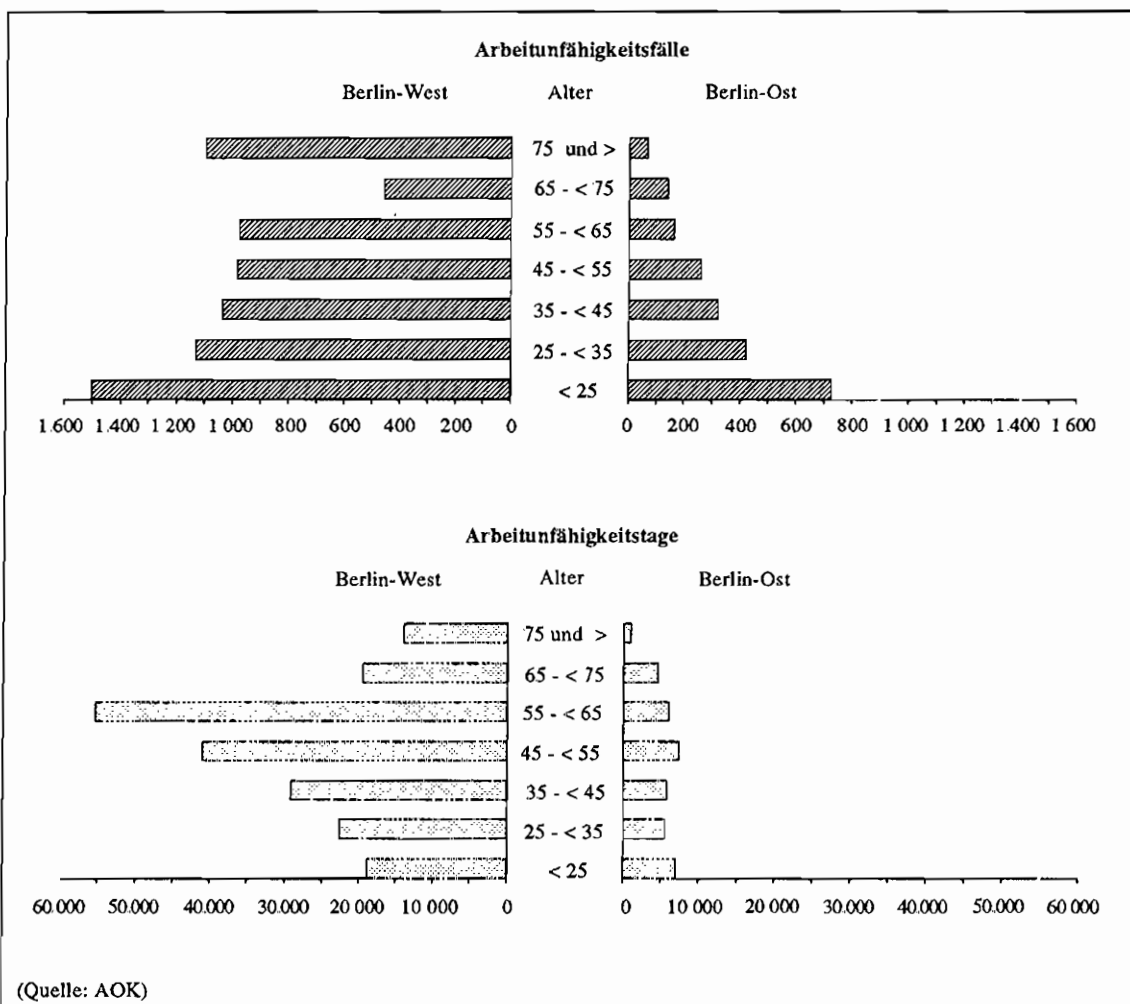 Arbeitunfähigkeitsfälle
Berlin-West Alter Berlin-Ost
75 und >
65 - < 75
55 - < 65
45 - < 55
35 - < 45
25 - < 35
< 25
1.600 1.400 1 200 1 000 800 600 400 200 0 0 200 400 600 800 1 000 1.200 1.400 1 600
Arbeitunfähigkeitstage
Berlin-West Alter Berlin-Ost
75 und >
65 - < 75
55 - < 65
45 - < 55
35 - < 45
25 - < 35
< 25
60.000 50.000 40.000 30.000 20 000 10 000 0 0 10 000 20.000 30.000 40.000 50.000 60 000
(Quelle: AOK)